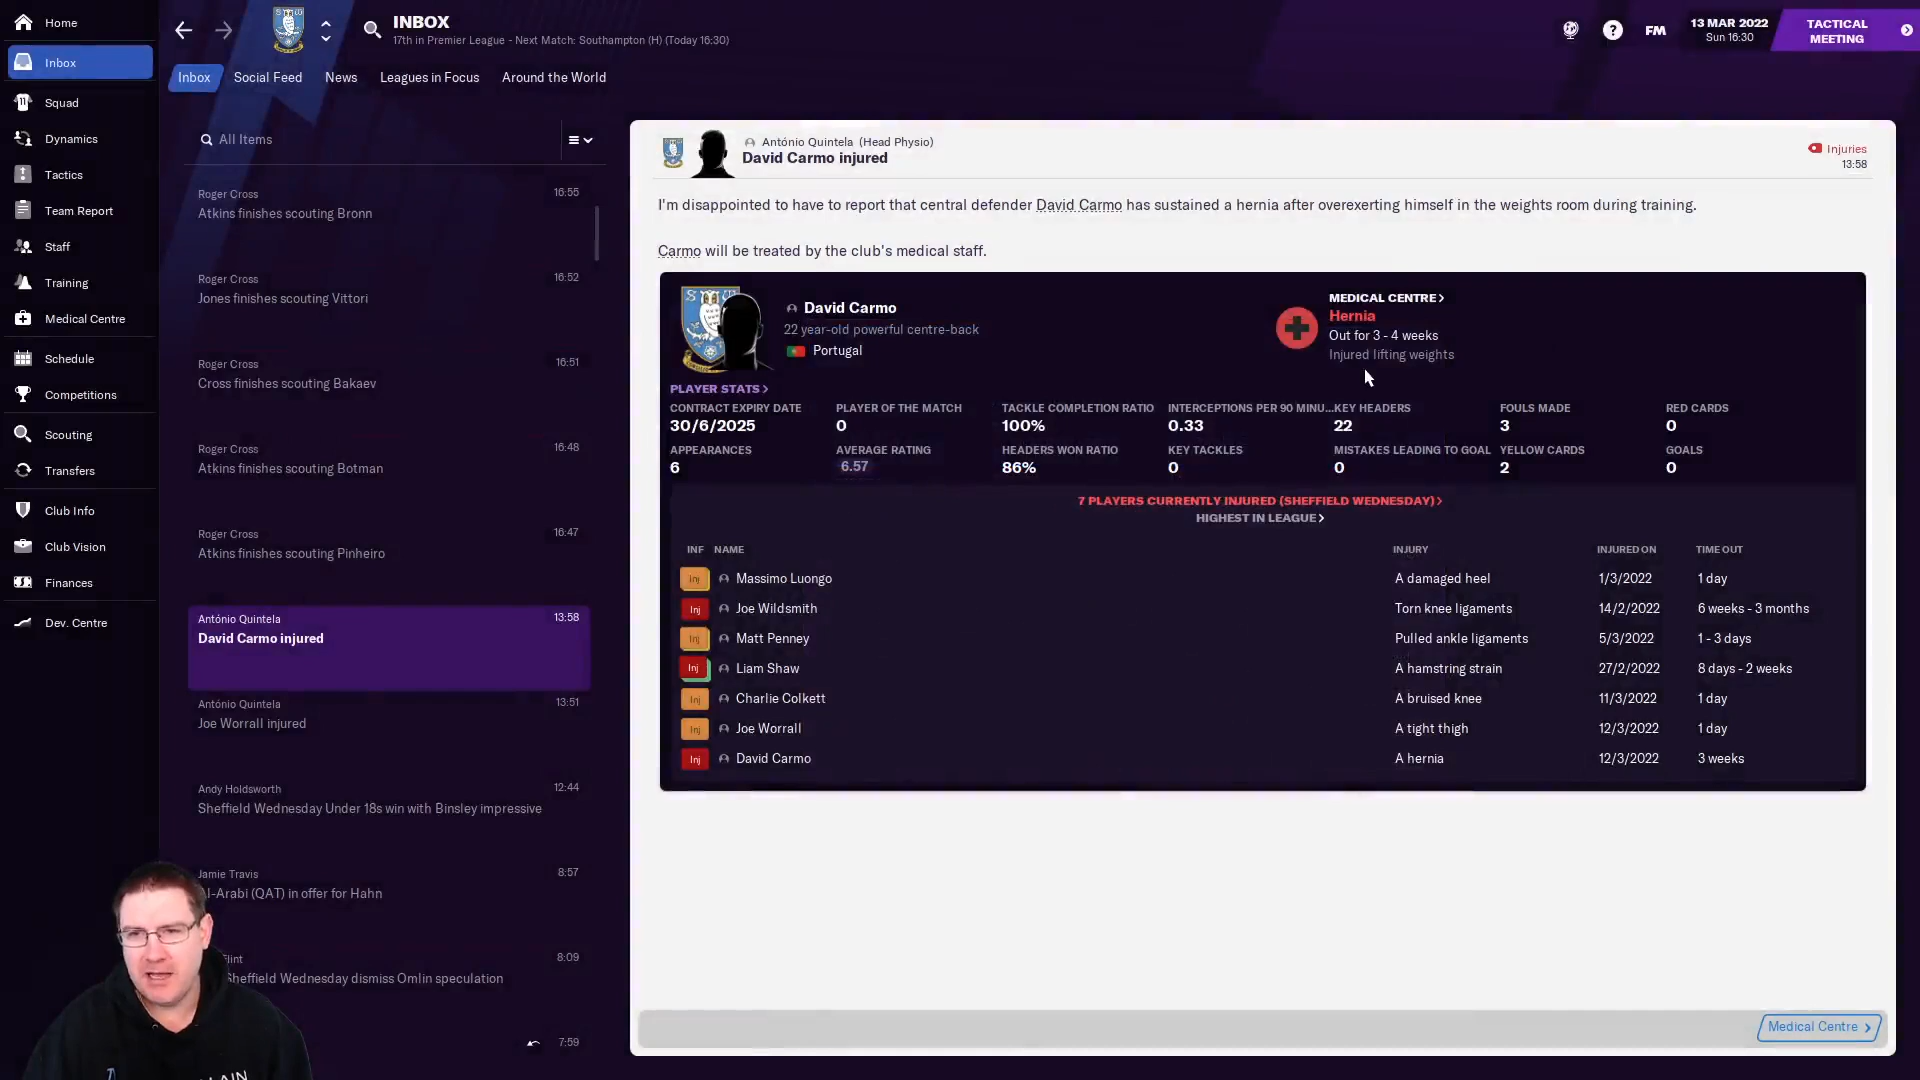 Home
Inbox
Squad
Dynamics
Tactics
Team Report
Staff
Training
Medical Centre
Schedule
Competitions
Scouting
Transfers
Club Info
Club Vision
Finances
Dev. Centre
INBOX
17th in Premier League - Next Match: Southampton (H) (Today 16:30)
FM
13 MAR 2022
Sun 16:30
TACTICAL
MEETING
Inbox Social Feed News Leagues in Focus Around the World
All Items
Roger Cross 16:55
Atkins finishes scouting Bronn
Roger Cross 16:52
Jones finishes scouting Vittori
Roger Cross 16:51
Cross finishes scouting Bakaev
Roger Cross 16:48
Atkins finishes scouting Botman
Roger Cross 16:47
Atkins finishes scouting Pinheiro
António Quintela 13:58
David Carmo injured
António Quintela 13:51
Joe Worrall injured
Andy Holdsworth 12:44
Sheffield Wednesday Under 18s win with Binsley impressive
Jamie Travis 8:57
Al-Arabi (QAT) in offer for Hahn
8:09
Sheffield Wednesday dismiss Omlin speculation
7:59
António Quintela (Head Physio)
David Carmo injured
Injuries
13:58
I'm disappointed to have to report that central defender David Carmo has sustained a hernia after overexerting himself in the weights room during training.
Carmo will be treated by the club's medical staff.
David Carmo
22 year-old powerful centre-back
Portugal
MEDICAL CENTRE >
Hernia
Out for 3 - 4 weeks
Injured lifting weights
PLAYER STATS >
CONTRACT EXPIRY DATE PLAYER OF THE MATCH TACKLE COMPLETION RATIO INTERCEPTIONS PER 90 MINU... KEY HEADERS FOULS MADE RED CARDS
30/6/2025 0 100% 0.33 22 3 0
APPEARANCES AVERAGE RATING HEADERS WON RATIO KEY TACKLES MISTAKES LEADING TO GOAL YELLOW CARDS GOALS
6 6.57 86% 0 0 2 0
7 PLAYERS CURRENTLY INJURED (SHEFFIELD WEDNESDAY) >
HIGHEST IN LEAGUE >
INF NAME INJURY INJURED ON TIME OUT
Inj Massimo Luongo A damaged heel 1/3/2022 1 day
Inj Joe Wildsmith Torn knee ligaments 14/2/2022 6 weeks - 3 months
Inj Matt Penney Pulled ankle ligaments 5/3/2022 1 - 3 days
Inj Liam Shaw A hamstring strain 27/2/2022 8 days - 2 weeks
Inj Charlie Colkett A bruised knee 11/3/2022 1 day
Inj Joe Worrall A tight thigh 12/3/2022 1 day
Inj David Carmo A hernia 12/3/2022 3 weeks
Medical Centre >